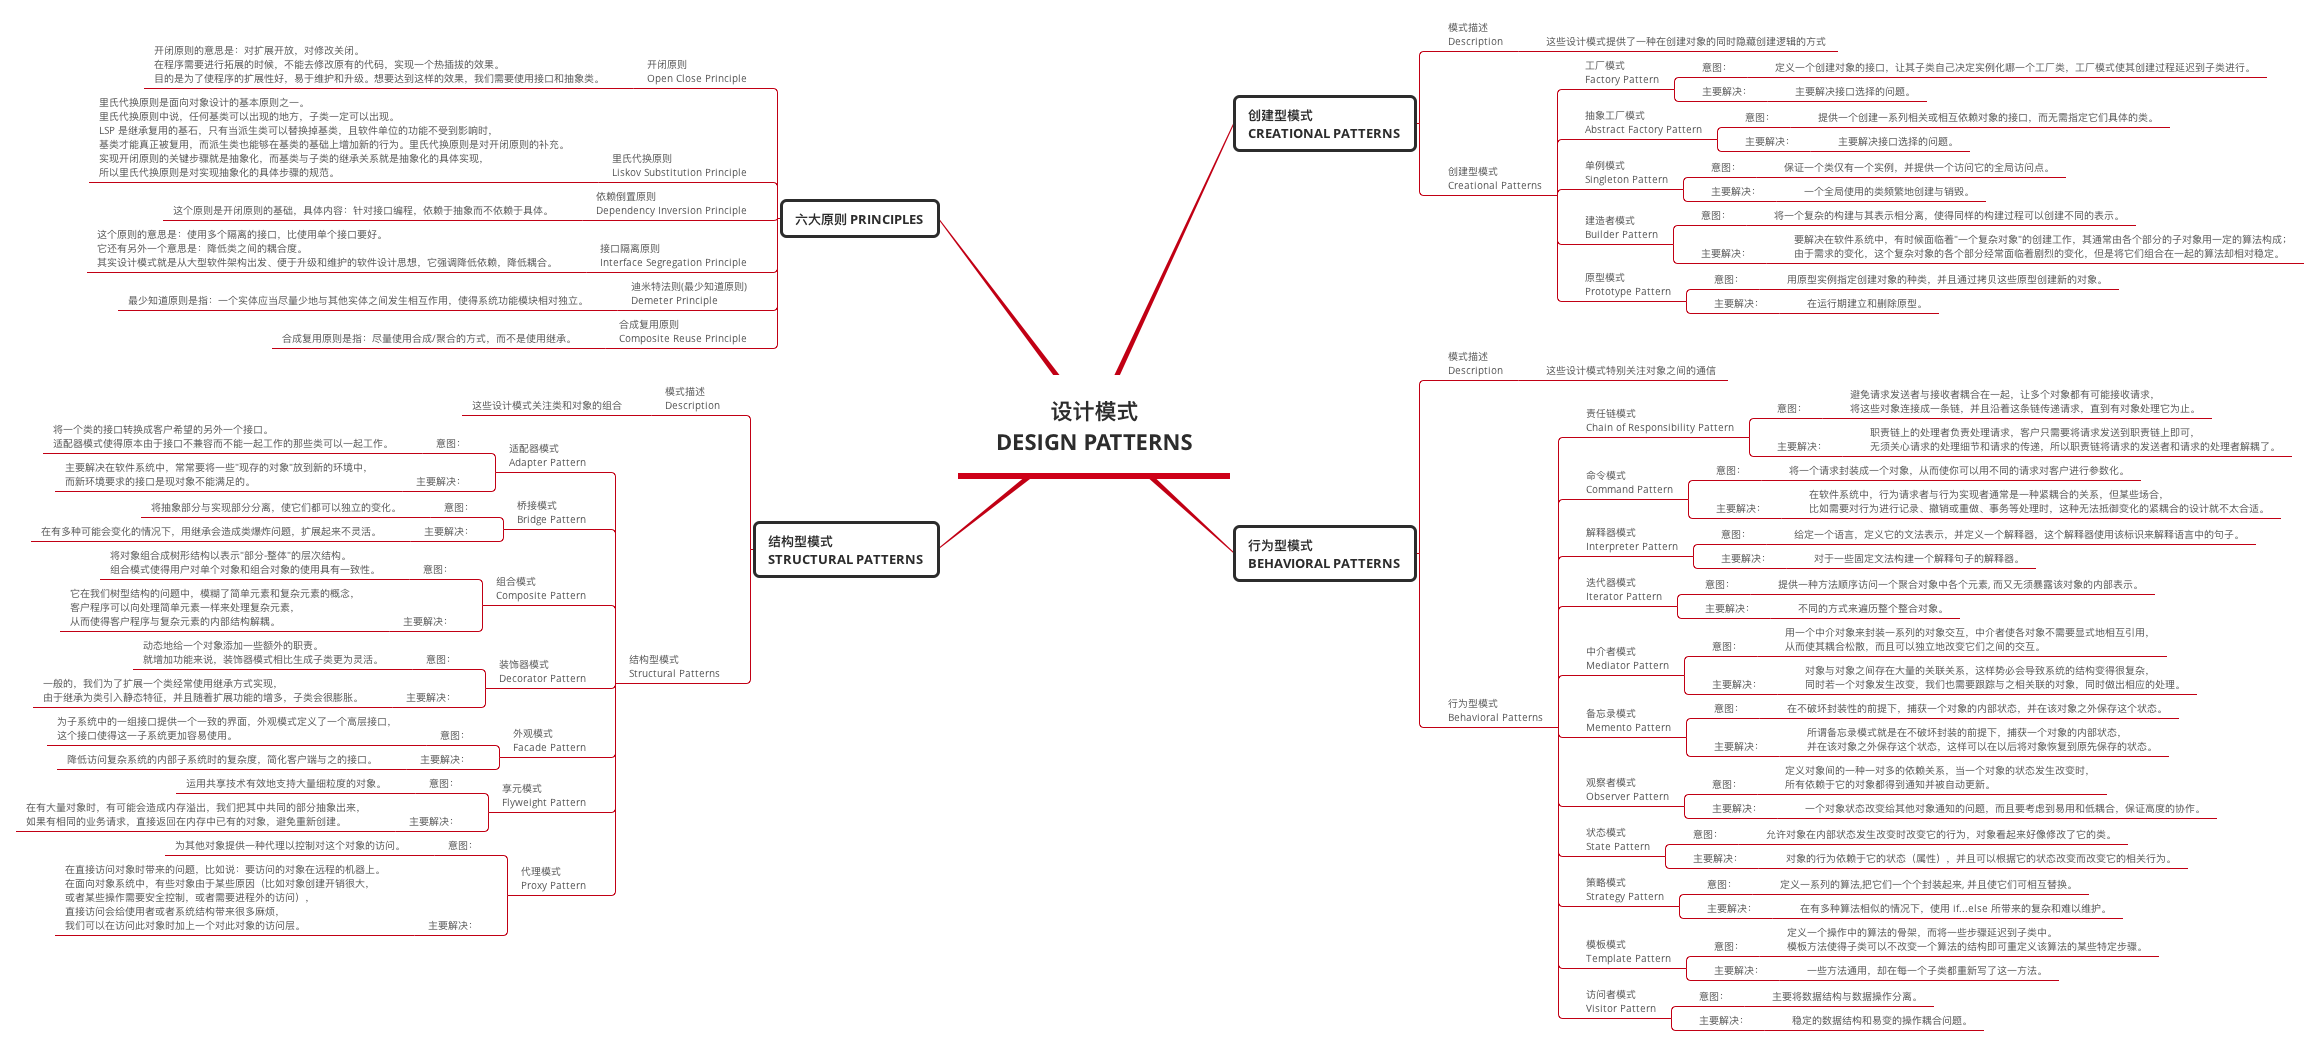 设计模式
DESIGN PATTERNS
六大原则 PRINCIPLES
开闭原则
Open Close Principle
开闭原则的意思是：对扩展开放，对修改关闭。
在程序需要进行拓展的时候，不能去修改原有的代码，实现一个热插拔的效果。
目的是为了使程序的扩展性好，易于维护和升级。想要达到这样的效果，我们需要使用接口和抽象类。
里氏代换原则
Liskov Substitution Principle
里氏代换原则是面向对象设计的基本原则之一。
里氏代换原则中说，任何基类可以出现的地方，子类一定可以出现。
LSP 是继承复用的基石，只有当派生类可以替换掉基类，且软件单位的功能不受到影响时，
基类才能真正被复用，而派生类也能够在基类的基础上增加新的行为。里氏代换原则是对开闭原则的补充。
实现开闭原则的关键步骤就是抽象化，而基类与子类的继承关系就是抽象化的具体实现，
所以里氏代换原则是对实现抽象化的具体步骤的规范。
依赖倒置原则
Dependency Inversion Principle
这个原则是开闭原则的基础，具体内容：针对接口编程，依赖于抽象而不依赖于具体。
接口隔离原则
Interface Segregation Principle
这个原则的意思是：使用多个隔离的接口，比使用单个接口要好。
它还有另外一个意思是：降低类之间的耦合度。
其实设计模式就是从大型软件架构出发、便于升级和维护的软件设计思想，它强调降低依赖，降低耦合。
迪米特法则(最少知道原则)
Demeter Principle
最少知道原则是指：一个实体应当尽量少地与其他实体之间发生相互作用，使得系统功能模块相对独立。
合成复用原则
Composite Reuse Principle
合成复用原则是指：尽量使用合成/聚合的方式，而不是使用继承。
结构型模式
STRUCTURAL PATTERNS
模式描述
Description
这些设计模式关注类和对象的组合
结构型模式
Structural Patterns
适配器模式
Adapter Pattern
意图：
将一个类的接口转换成客户希望的另外一个接口。
适配器模式使得原本由于接口不兼容而不能一起工作的那些类可以一起工作。
主要解决：
主要解决在软件系统中，常常要将一些"现存的对象"放到新的环境中，
而新环境要求的接口是现对象不能满足的。
桥接模式
Bridge Pattern
意图：
将抽象部分与实现部分分离，使它们都可以独立的变化。
主要解决：
在有多种可能会变化的情况下，用继承会造成类爆炸问题，扩展起来不灵活。
组合模式
Composite Pattern
意图：
将对象组合成树形结构以表示"部分-整体"的层次结构。
组合模式使得用户对单个对象和组合对象的使用具有一致性。
主要解决：
它在我们树型结构的问题中，模糊了简单元素和复杂元素的概念，
客户程序可以向处理简单元素一样来处理复杂元素，
从而使得客户程序与复杂元素的内部结构解耦。
装饰器模式
Decorator Pattern
意图：
动态地给一个对象添加一些额外的职责。
就增加功能来说，装饰器模式相比生成子类更为灵活。
主要解决：
一般的，我们为了扩展一个类经常使用继承方式实现，
由于继承为类引入静态特征，并且随着扩展功能的增多，子类会很膨胀。
外观模式
Facade Pattern
意图：
为子系统中的一组接口提供一个一致的界面，外观模式定义了一个高层接口，
这个接口使得这一子系统更加容易使用。
主要解决：
降低访问复杂系统的内部子系统时的复杂度，简化客户端与之的接口。
享元模式
Flyweight Pattern
意图：
运用共享技术有效地支持大量细粒度的对象。
主要解决：
在有大量对象时，有可能会造成内存溢出，我们把其中共同的部分抽象出来，
如果有相同的业务请求，直接返回在内存中已有的对象，避免重新创建。
代理模式
Proxy Pattern
意图：
为其他对象提供一种代理以控制对这个对象的访问。
主要解决：
在直接访问对象时带来的问题，比如说：要访问的对象在远程的机器上。
在面向对象系统中，有些对象由于某些原因（比如对象创建开销很大，
或者某些操作需要安全控制，或者需要进程外的访问），
直接访问会给使用者或者系统结构带来很多麻烦，
我们可以在访问此对象时加上一个对此对象的访问层。
创建型模式
CREATIONAL PATTERNS
模式描述
Description
这些设计模式提供了一种在创建对象的同时隐藏创建逻辑的方式
创建型模式
Creational Patterns
工厂模式
Factory Pattern
意图：
定义一个创建对象的接口，让其子类自己决定实例化哪一个工厂类，工厂模式使其创建过程延迟到子类进行。
主要解决：
主要解决接口选择的问题。
抽象工厂模式
Abstract Factory Pattern
意图：
提供一个创建一系列相关或相互依赖对象的接口，而无需指定它们具体的类。
主要解决：
主要解决接口选择的问题。
单例模式
Singleton Pattern
意图：
保证一个类仅有一个实例，并提供一个访问它的全局访问点。
主要解决：
一个全局使用的类频繁地创建与销毁。
建造者模式
Builder Pattern
意图：
将一个复杂的构建与其表示相分离，使得同样的构建过程可以创建不同的表示。
主要解决：
要解决在软件系统中，有时候面临着"一个复杂对象"的创建工作，其通常由各个部分的子对象用一定的算法构成；
由于需求的变化，这个复杂对象的各个部分经常面临着剧烈的变化，但是将它们组合在一起的算法却相对稳定。
原型模式
Prototype Pattern
意图：
用原型实例指定创建对象的种类，并且通过拷贝这些原型创建新的对象。
主要解决：
在运行期建立和删除原型。
行为型模式
BEHAVIORAL PATTERNS
模式描述
Description
这些设计模式特别关注对象之间的通信
行为型模式
Behavioral Patterns
责任链模式
Chain of Responsibility Pattern
意图：
避免请求发送者与接收者耦合在一起，让多个对象都有可能接收请求，
将这些对象连接成一条链，并且沿着这条链传递请求，直到有对象处理它为止。
主要解决：
职责链上的处理者负责处理请求，客户只需要将请求发送到职责链上即可，
无须关心请求的处理细节和请求的传递，所以职责链将请求的发送者和请求的处理者解耦了。
命令模式
Command Pattern
意图：
将一个请求封装成一个对象，从而使你可以用不同的请求对客户进行参数化。
主要解决：
在软件系统中，行为请求者与行为实现者通常是一种紧耦合的关系，但某些场合，
比如需要对行为进行记录、撤销或重做、事务等处理时，这种无法抵御变化的紧耦合的设计就不太合适。
解释器模式
Interpreter Pattern
意图：
给定一个语言，定义它的文法表示，并定义一个解释器，这个解释器使用该标识来解释语言中的句子。
主要解决：
对于一些固定文法构建一个解释句子的解释器。
迭代器模式
Iterator Pattern
意图：
提供一种方法顺序访问一个聚合对象中各个元素, 而又无须暴露该对象的内部表示。
主要解决：
不同的方式来遍历整个整合对象。
中介者模式
Mediator Pattern
意图：
用一个中介对象来封装一系列的对象交互，中介者使各对象不需要显式地相互引用，
从而使其耦合松散，而且可以独立地改变它们之间的交互。
主要解决：
对象与对象之间存在大量的关联关系，这样势必会导致系统的结构变得很复杂，
同时若一个对象发生改变，我们也需要跟踪与之相关联的对象，同时做出相应的处理。
备忘录模式
Memento Pattern
意图：
在不破坏封装性的前提下，捕获一个对象的内部状态，并在该对象之外保存这个状态。
主要解决：
所谓备忘录模式就是在不破坏封装的前提下，捕获一个对象的内部状态，
并在该对象之外保存这个状态，这样可以在以后将对象恢复到原先保存的状态。
观察者模式
Observer Pattern
意图：
定义对象间的一种一对多的依赖关系，当一个对象的状态发生改变时，
所有依赖于它的对象都得到通知并被自动更新。
主要解决：
一个对象状态改变给其他对象通知的问题，而且要考虑到易用和低耦合，保证高度的协作。
状态模式
State Pattern
意图：
允许对象在内部状态发生改变时改变它的行为，对象看起来好像修改了它的类。
主要解决：
对象的行为依赖于它的状态（属性），并且可以根据它的状态改变而改变它的相关行为。
策略模式
Strategy Pattern
意图：
定义一系列的算法,把它们一个个封装起来, 并且使它们可相互替换。
主要解决：
在有多种算法相似的情况下，使用 if...else 所带来的复杂和难以维护。
模板模式
Template Pattern
意图：
定义一个操作中的算法的骨架，而将一些步骤延迟到子类中。
模板方法使得子类可以不改变一个算法的结构即可重定义该算法的某些特定步骤。
主要解决：
一些方法通用，却在每一个子类都重新写了这一方法。
访问者模式
Visitor Pattern
意图：
主要将数据结构与数据操作分离。
主要解决：
稳定的数据结构和易变的操作耦合问题。